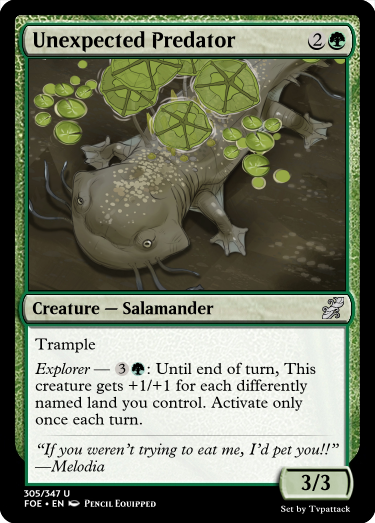 Unexpected Predator 2
Creature — Salamander
Trample
Explorer — 3 : Until end of turn, This
creature gets +1/+1 for each differently
named land you control. Activate only
once each turn.
“If you weren’t trying to eat me, I’d pet you!!”
—Melodia
3/3
305/347 U
FOE • EN Pencil Equipped
Set by Tvpattack